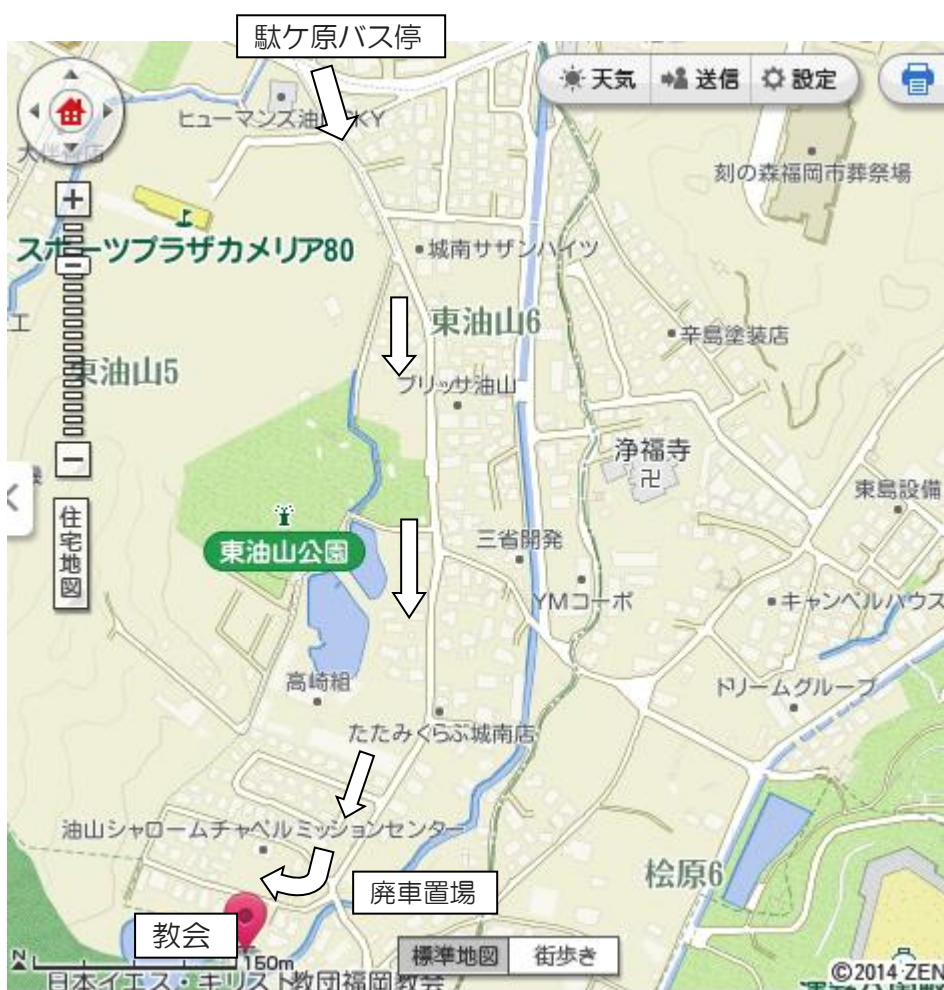 駄ケ原バス停
天気
送信
設定
ヒューマンズ油
KY
刻の森福岡市葬祭場
スポーツプラザカメリア80
城南サザンハイツ
工
東油山6
辛島塗装店
東油山5
ブリッサ油山
浄福寺
卍
東島設備
住宅地図
東油山公園
三省開発
YMコーポ
キャンベルハウス
高崎組
ドリームグループ
たたみくらぶ城南店
油山シャロームチャペルミッションセンター
桧原6
廃車置場
教会
N
150m
標準地図
街歩き
日本イエス・キリスト教団福岡教会
©2014 ZEN